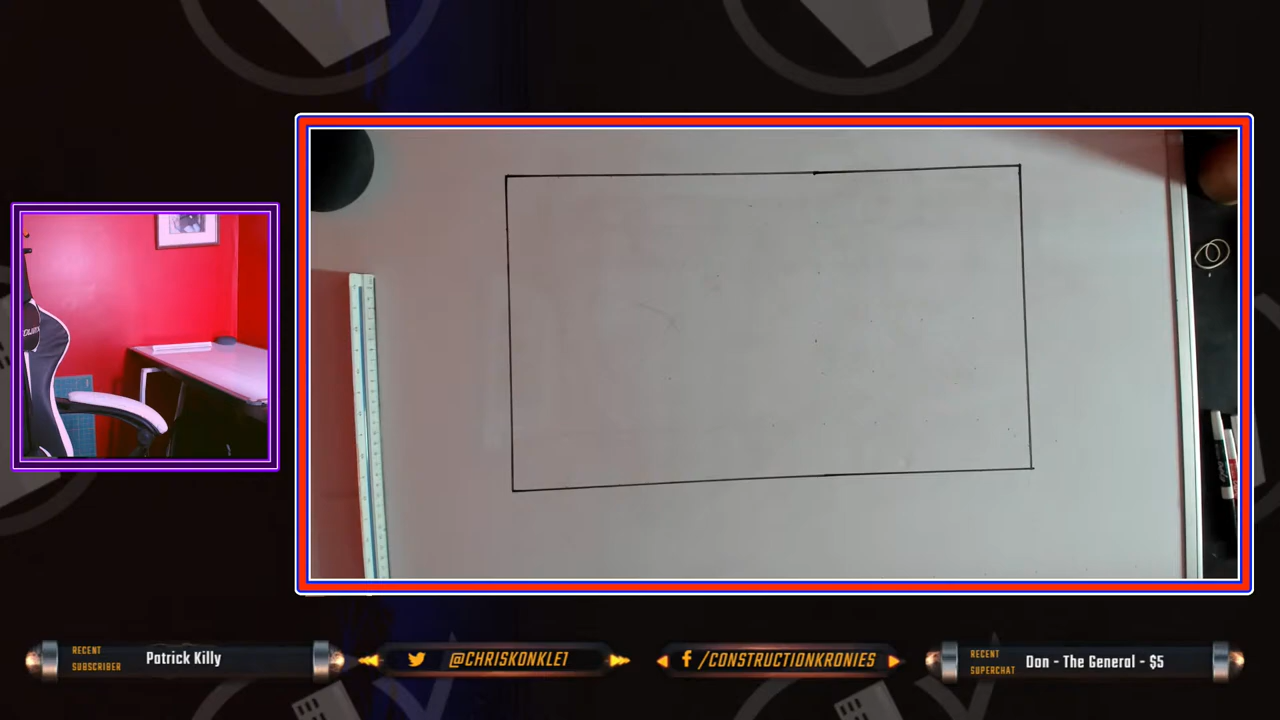 RECENT
SUBSCRIBER
Patrick Killy
@CHRISKONKLE1
/CONSTRUCTIONKRONIES
RECENT
SUPERCHAT
Don - The General - $5